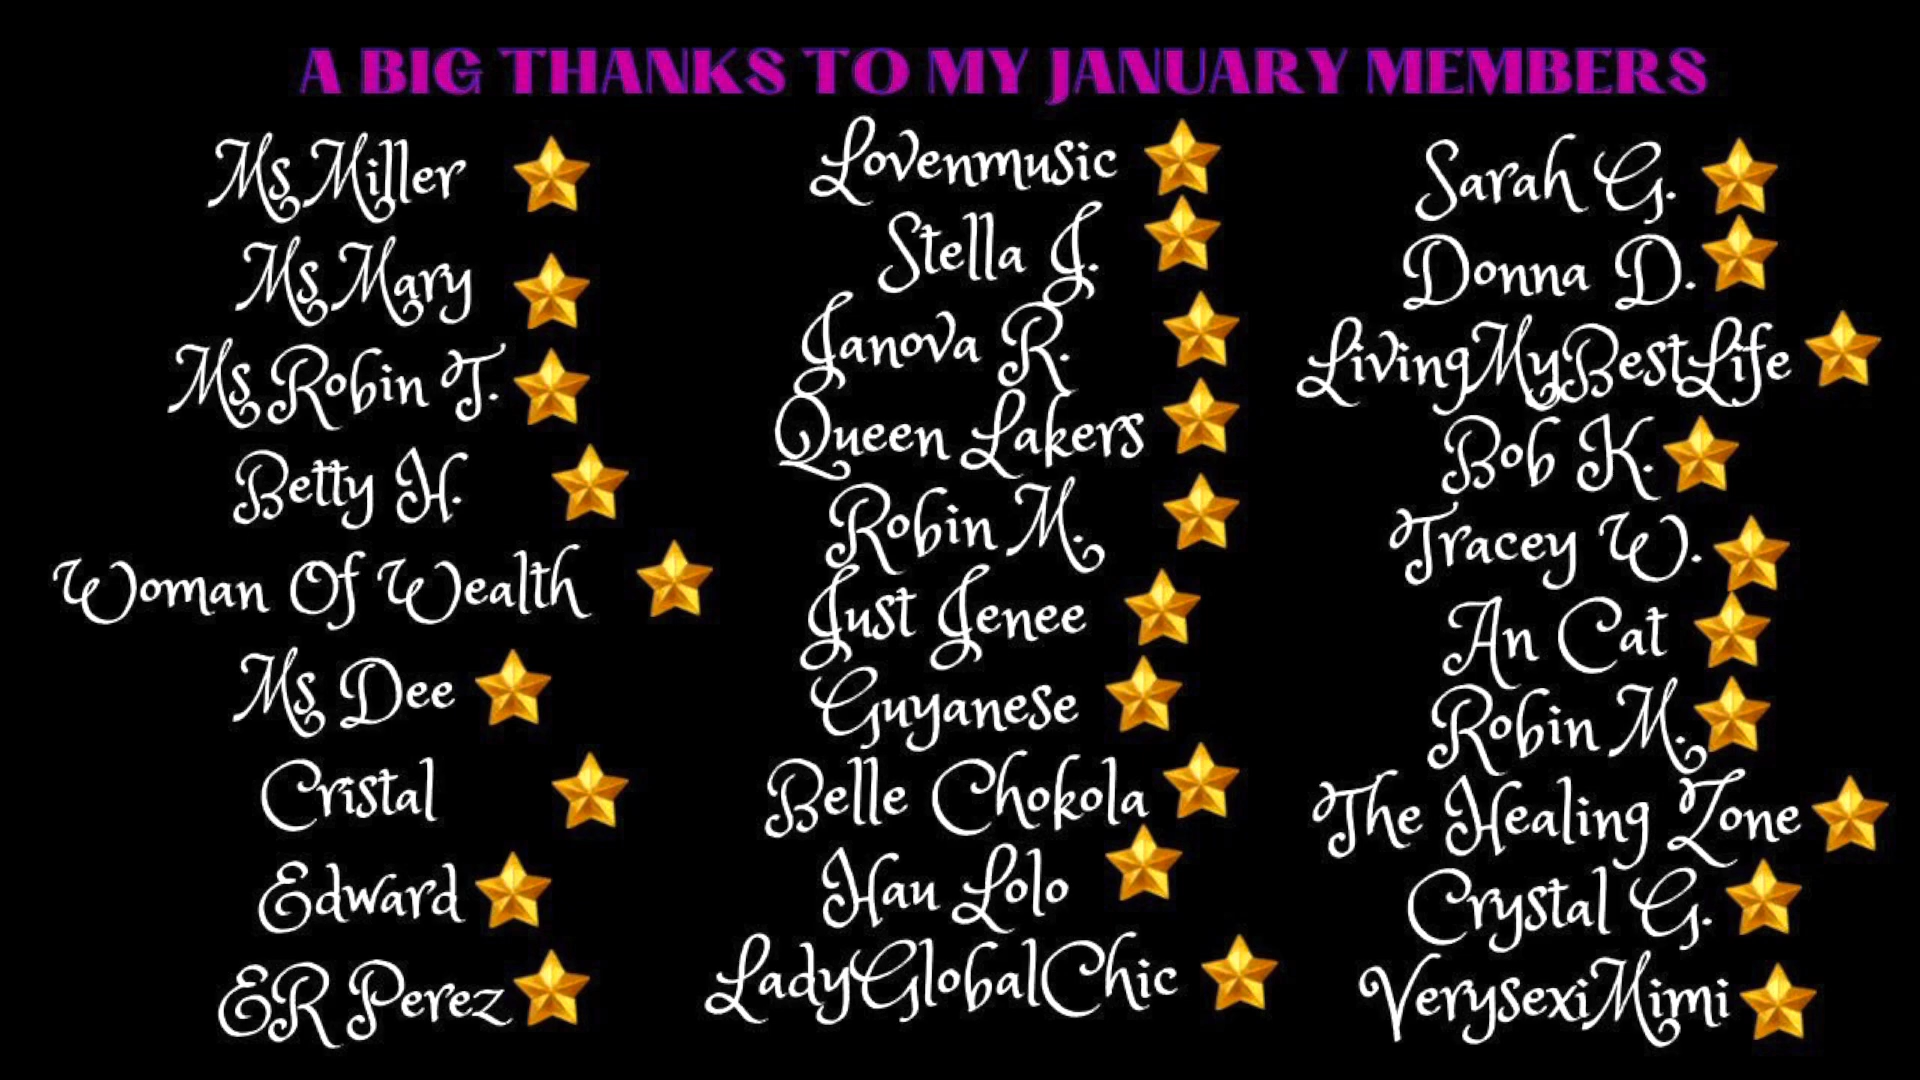 A BIG THANKS TO MY JANUARY MEMBERS
Ms Miller
Ms Mary
Ms Robin T.
Betty H.
Woman Of Wealth
Ms Dee
Cristal
Edward
ER Perez
Lovenmusic
Stella J.
Janova R.
Queen Lakers
Robin M.
Just Jenee
Guyanese
Belle Chokola
Hau Lolo
LadyGlobalChic
Sarah G.
Donna D.
LivingMyBestLife
Bob K.
Tracey W.
An Cat
Robin M.
The Healing Zone
Crystal G.
VerysexiMimi